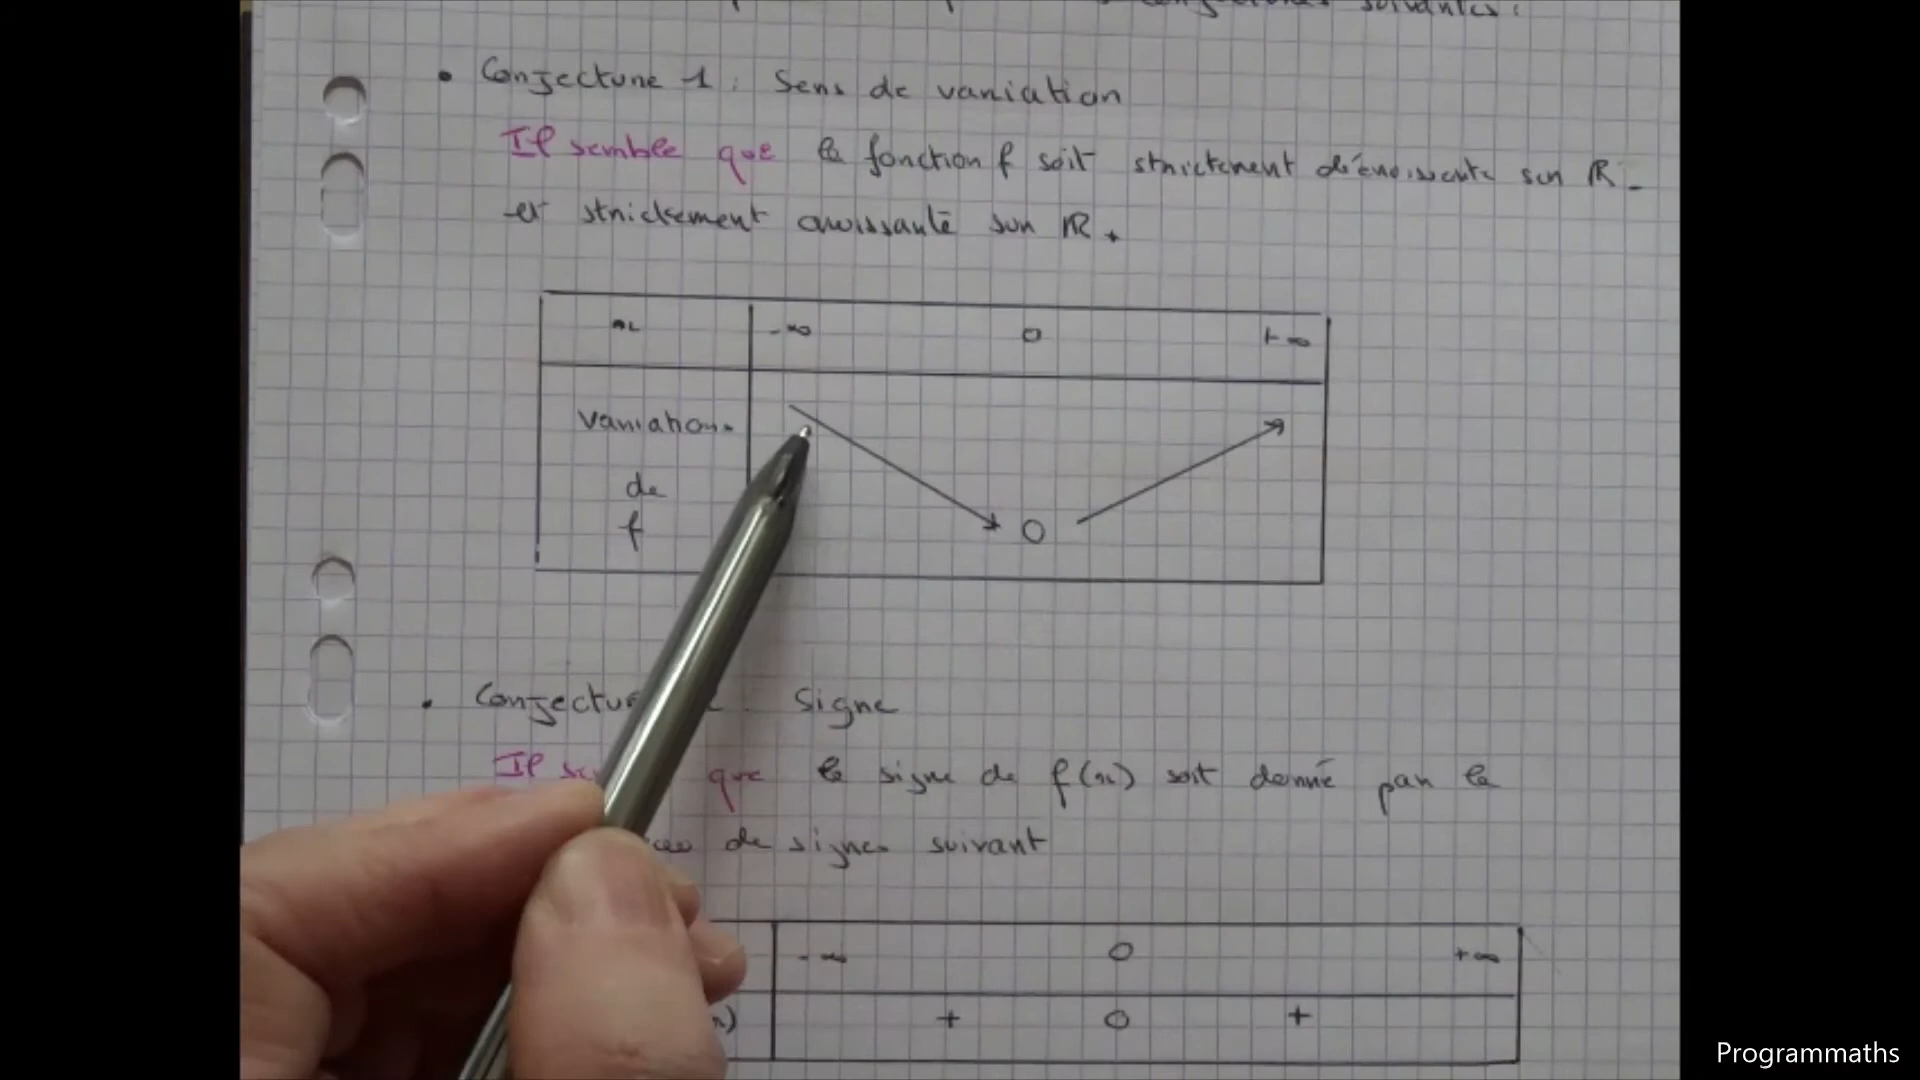 suivantes :
• Conjecture 1 : Sens de variation
Il semble que la fonction f soit strictement décroissante sur ℝ-
et strictement croissante sur ℝ+
x -∞ 0 +∞
Variations
de
f
0
• Conjecture Signe
Il que le signe de f(x) soit donné par le
de signes suivant
-∞ 0 +∞
+ 0 +
Programmaths